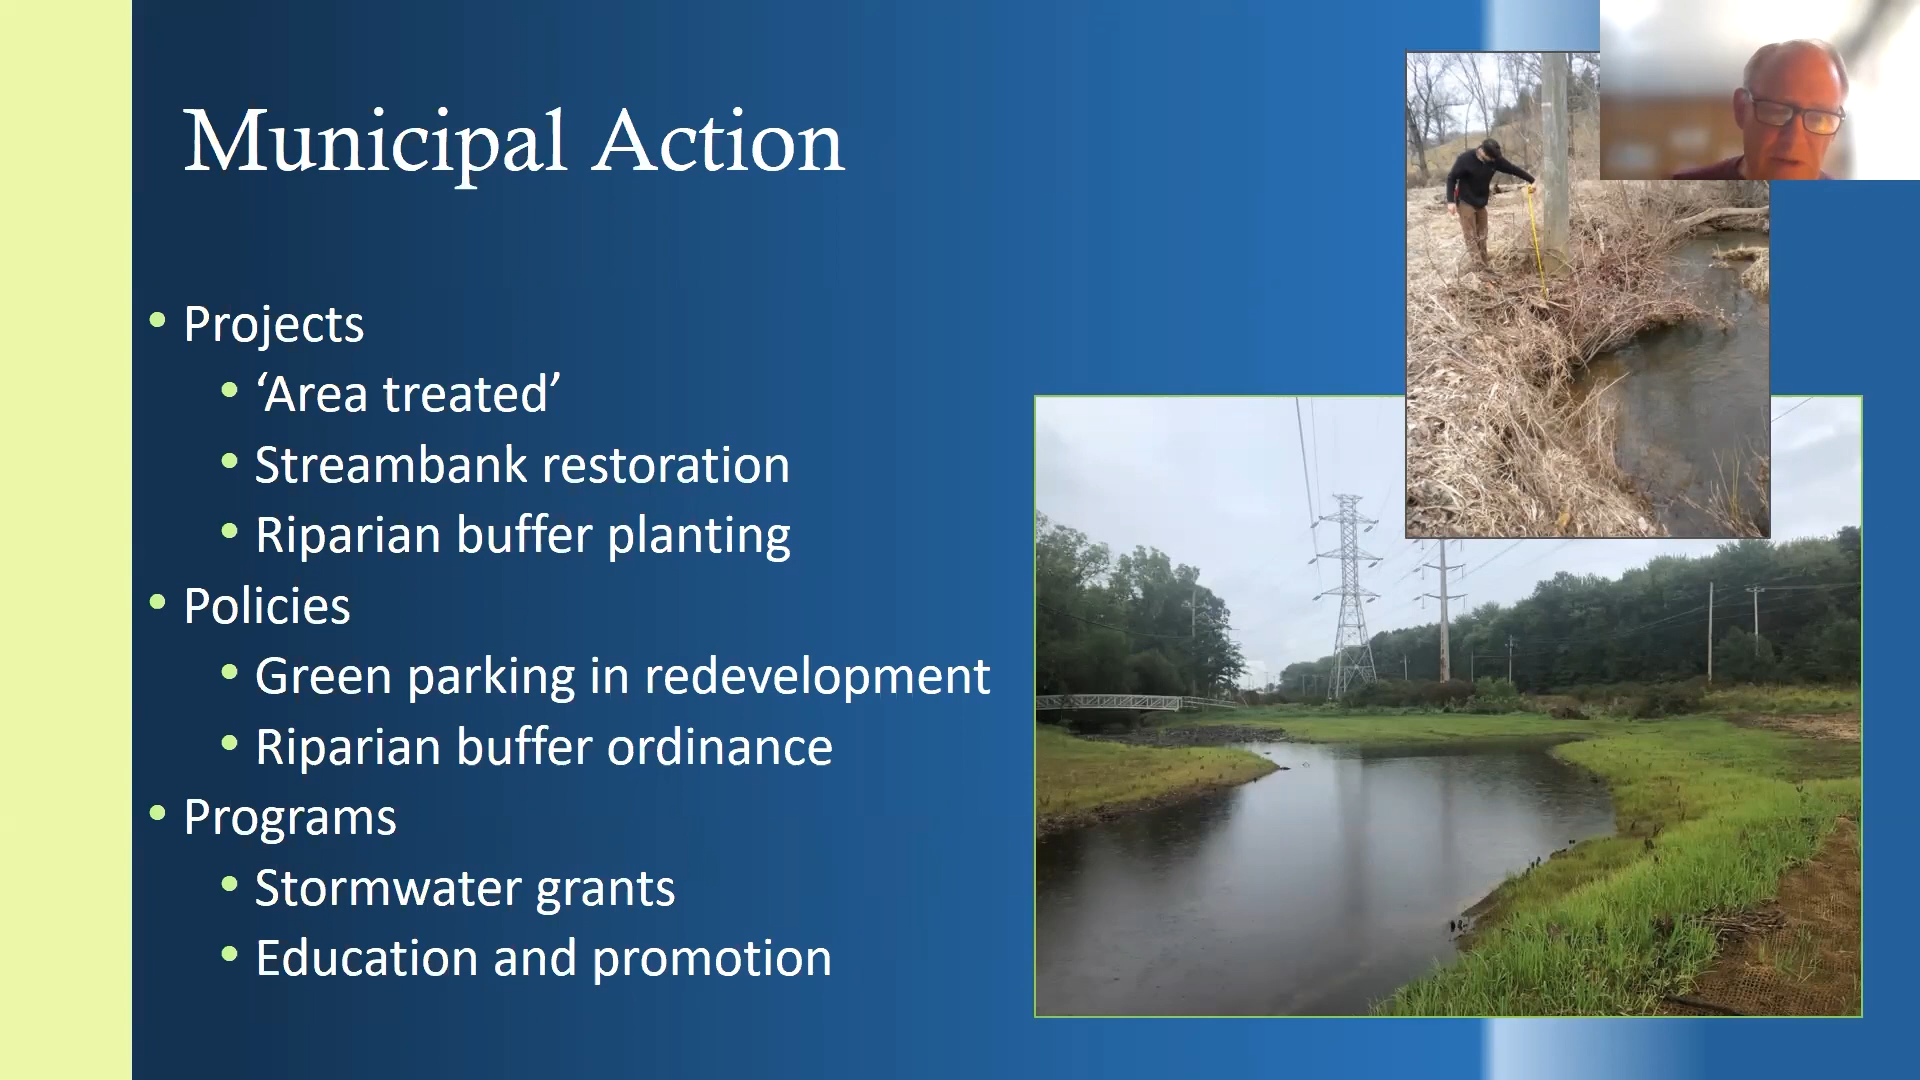 Municipal Action
• Projects
• ‘Area treated’
• Streambank restoration
• Riparian buffer planting
• Policies
• Green parking in redevelopment
• Riparian buffer ordinance
• Programs
• Stormwater grants
• Education and promotion